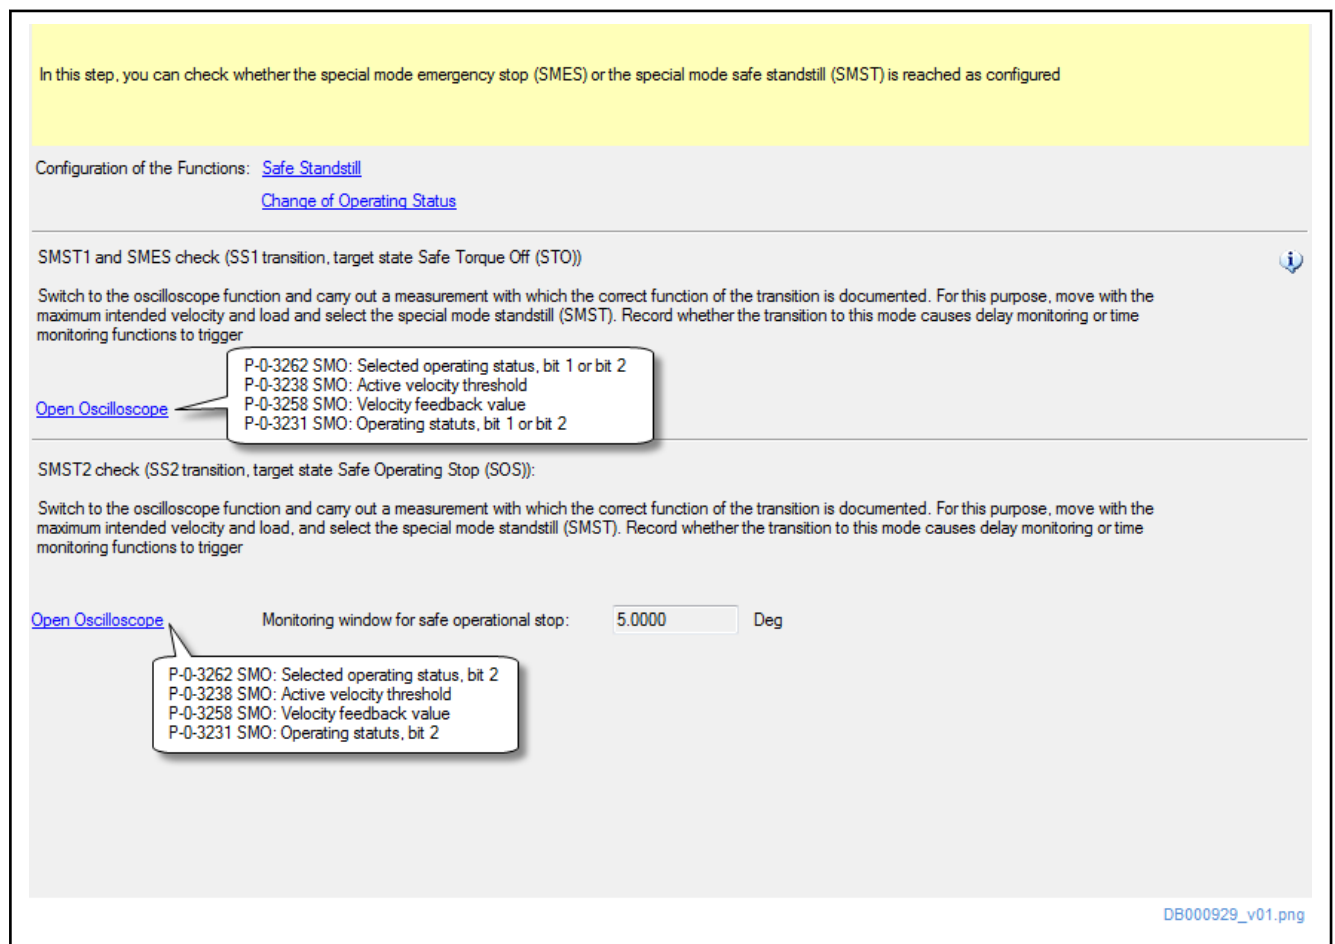 In this step, you can check whether the special mode emergency stop (SMES) or the special mode safe standstill (SMST) is reached as configured
Configuration of the Functions: Safe Standstill
Change of Operating Status
SMST1 and SMES check (SS1 transition, target state Safe Torque Off (STO))
Switch to the oscilloscope function and carry out a measurement with which the correct function of the transition is documented. For this purpose, move with the
maximum intended velocity and load and select the special mode standstill (SMST). Record whether the transition to this mode causes delay monitoring or time
monitoring functions to trigger
P-0-3262 SMO: Selected operating status, bit 1 or bit 2
P-0-3238 SMO: Active velocity threshold
P-0-3258 SMO: Velocity feedback value
P-0-3231 SMO: Operating statuts, bit 1 or bit 2
Open Oscilloscope
SMST2 check (SS2 transition, target state Safe Operating Stop (SOS)):
Switch to the oscilloscope function and carry out a measurement with which the correct function of the transition is documented. For this purpose, move with the
maximum intended velocity and load, and select the special mode standstill (SMST). Record whether the transition to this mode causes delay monitoring or time
monitoring functions to trigger
Open Oscilloscope Monitoring window for safe operational stop: 5.0000 Deg
P-0-3262 SMO: Selected operating status, bit 2
P-0-3238 SMO: Active velocity threshold
P-0-3258 SMO: Velocity feedback value
P-0-3231 SMO: Operating statuts, bit 2
DB000929_v01.png